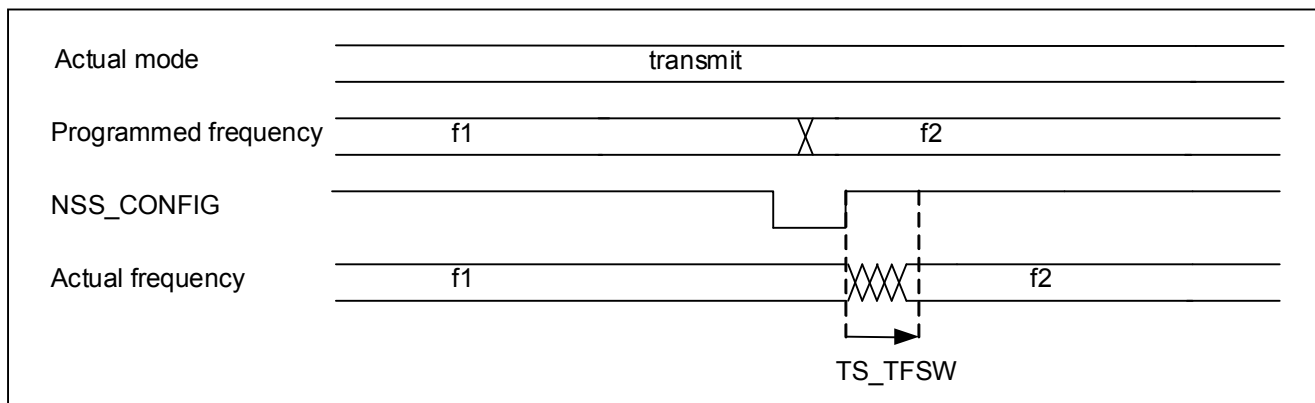 Actual mode
transmit
Programmed frequency
f1
f2
NSS_CONFIG
Actual frequency
f1
f2
TS_TFSW